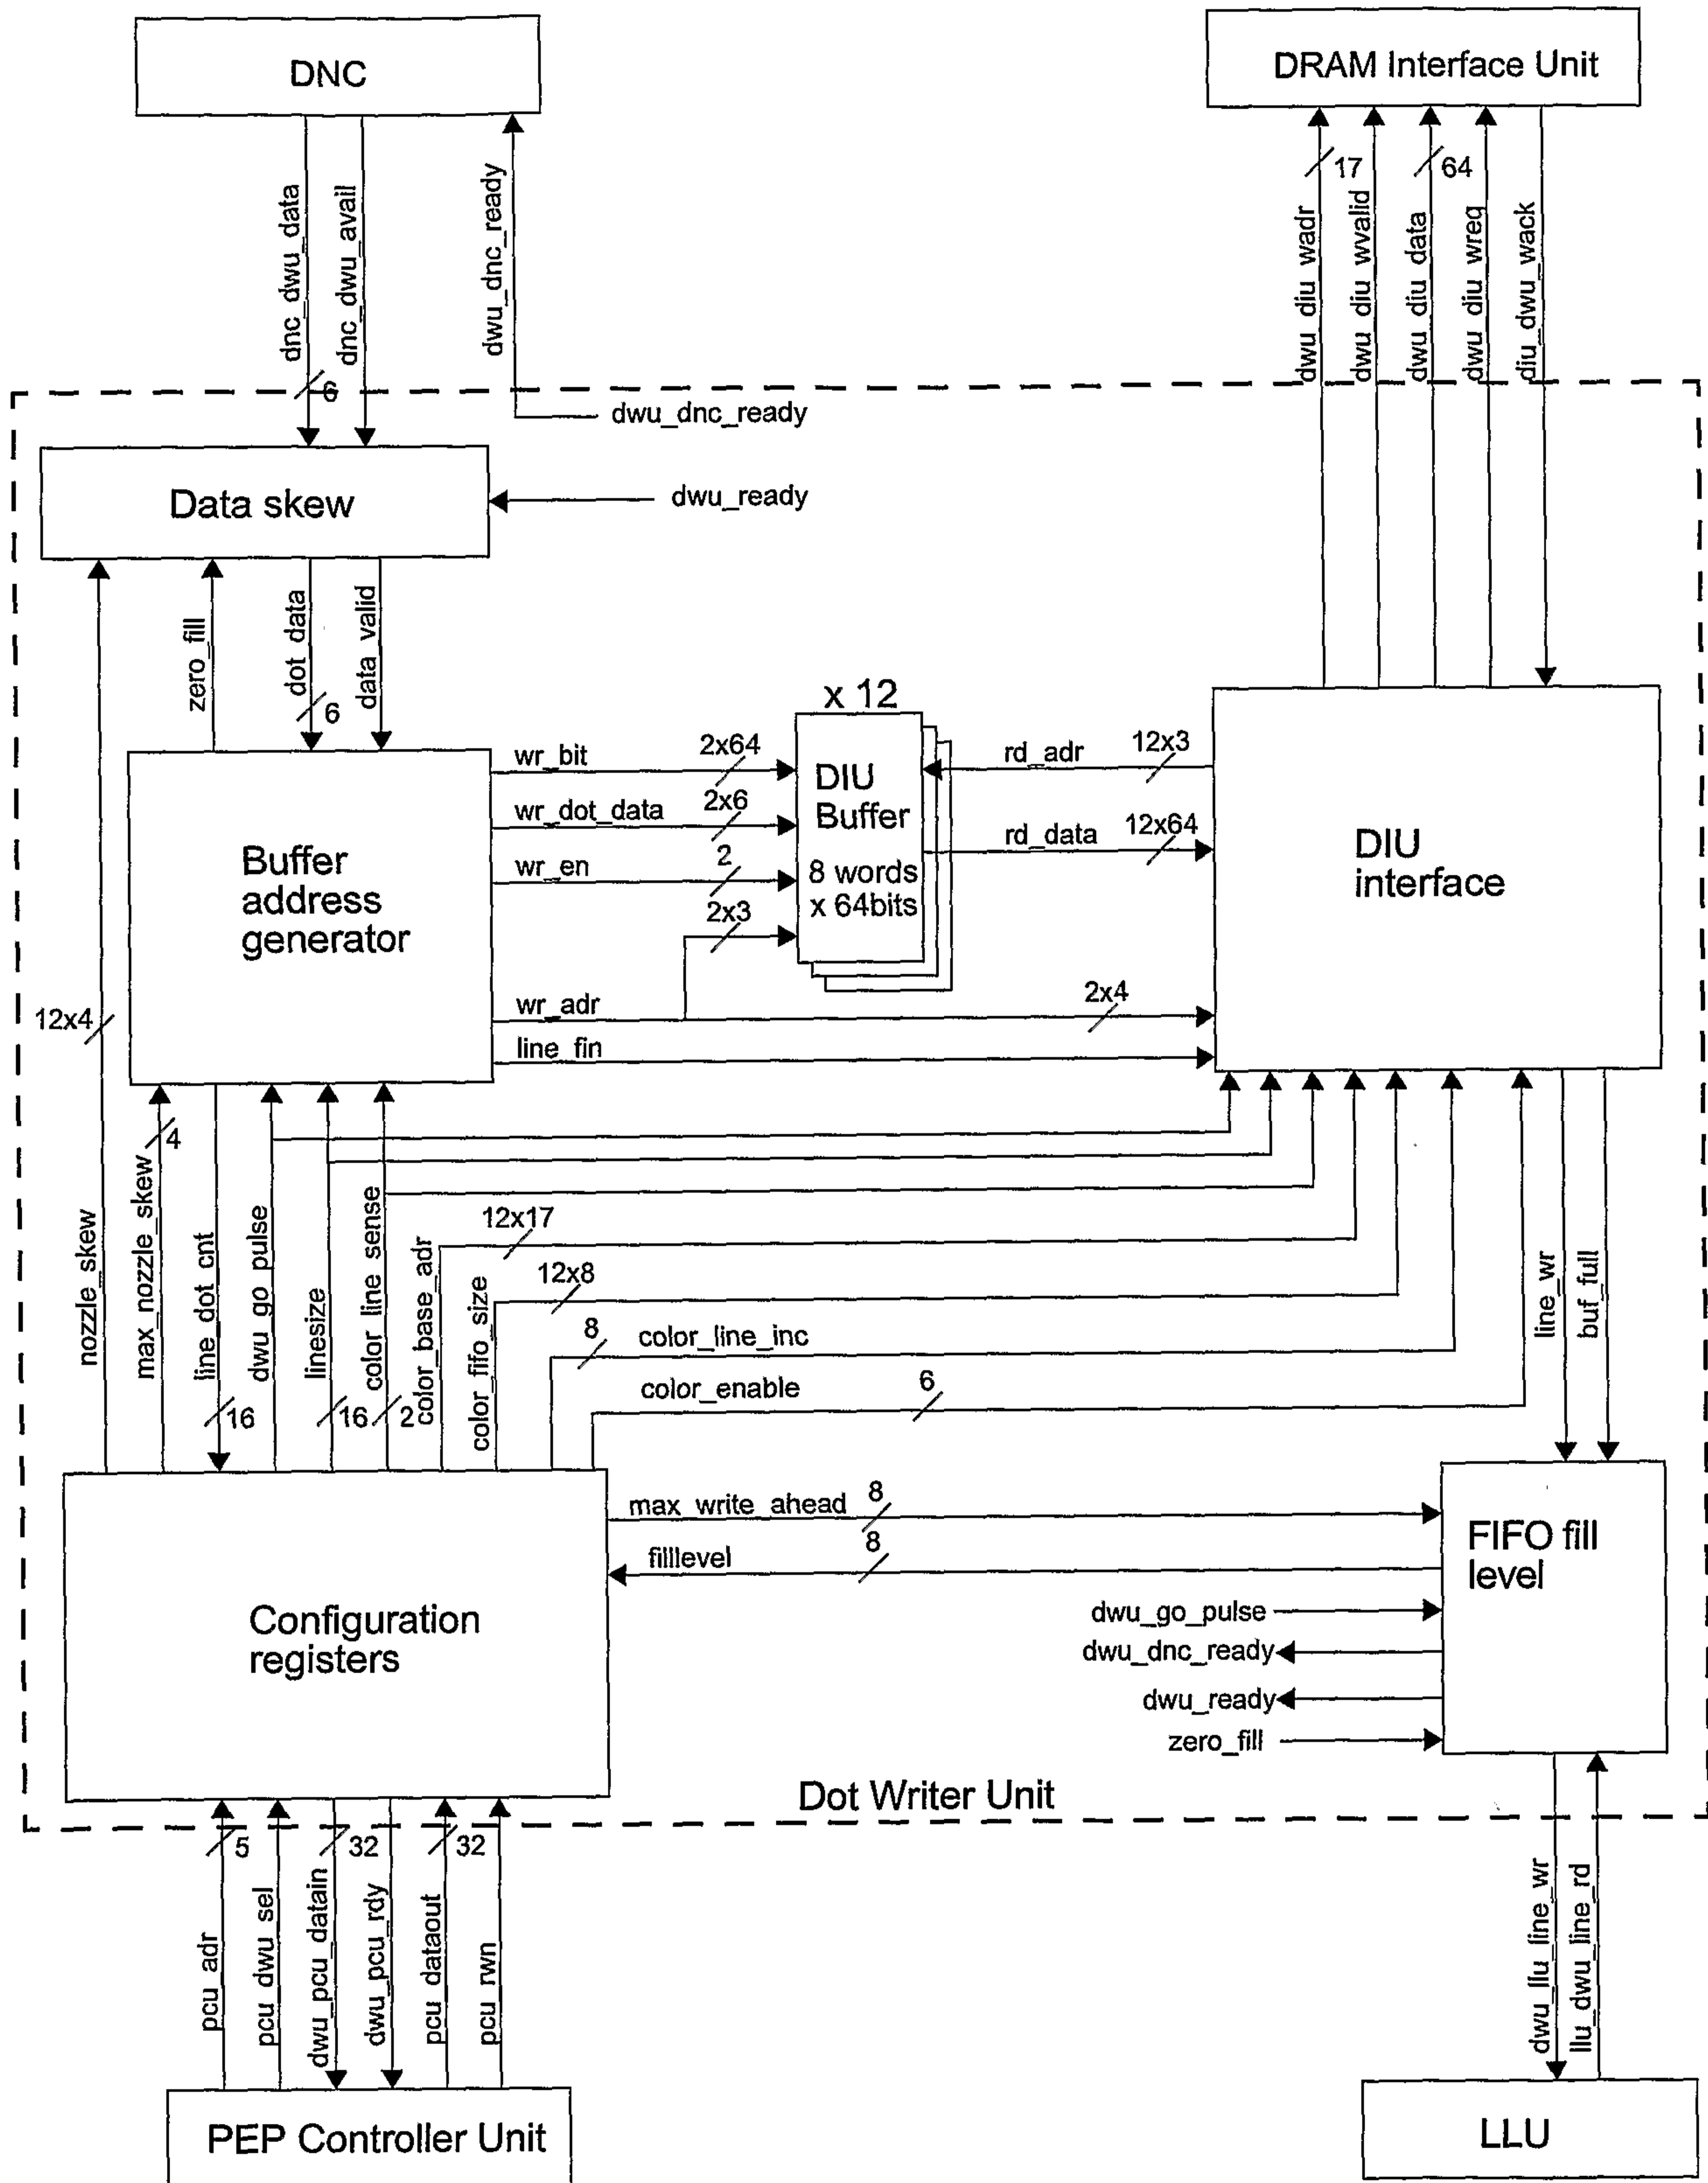 DNC
DRAM Interface Unit
dnc_dwu_data
dnc_dwu_avail
dwu_dnc_ready
6
17
64
dwu_diu_wadr
dwu_diu_wvalid
dwu_diu_data
dwu_diu_wreq
diu_dwu_wack
dwu_dnc_ready
Data skew
dwu_ready
zero_fill
dot_data
data_valid
6
12x4
Buffer
address
generator
wr_bit
2x64
wr_dot_data
2x6
wr_en
2
2x3
wr_adr
2x4
line_fin
x 12
DIU
Buffer
8 words
x 64bits
rd_adr
12x3
rd_data
12x64
DIU
interface
nozzle_skew
max_nozzle_skew
4
line_dot_cnt
16
dwu_go_pulse
linesize
16
color_line_sense
2
color_base_adr
12x17
color_fifo_size
12x8
8
color_line_inc
color_enable
6
line_wr
buf_full
Configuration
registers
max_write_ahead
8
filllevel
8
FIFO fill
level
dwu_go_pulse
dwu_dnc_ready
dwu_ready
zero_fill
Dot Writer Unit
5
32
32
pcu_adr
pcu_dwu_sel
dwu_pcu_datain
dwu_pcu_rdy
pcu_dataout
pcu_rwn
dwu_llu_line_wr
llu_dwu_line_rd
PEP Controller Unit
LLU